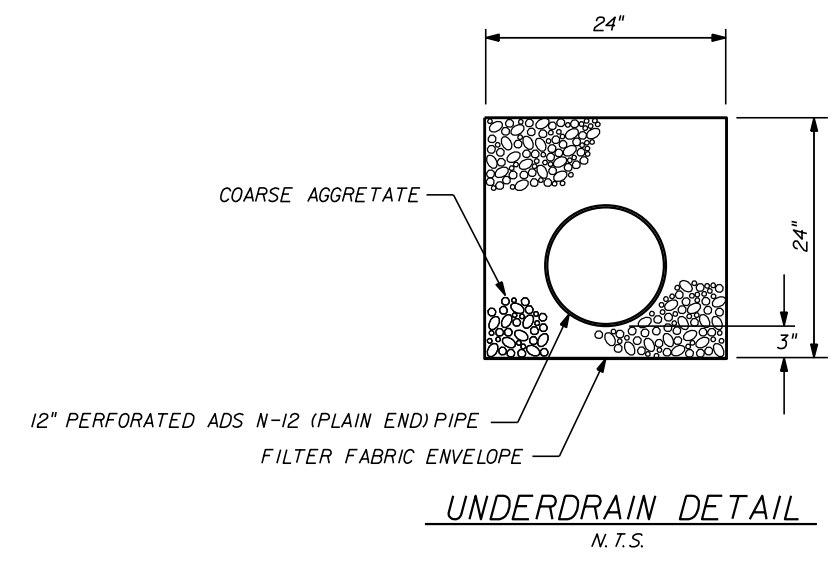 24"
COARSE AGGRETATE
24"
3"
12" PERFORATED ADS N-12 (PLAIN END) PIPE
FILTER FABRIC ENVELOPE
UNDERDRAIN DETAIL
N.T.S.